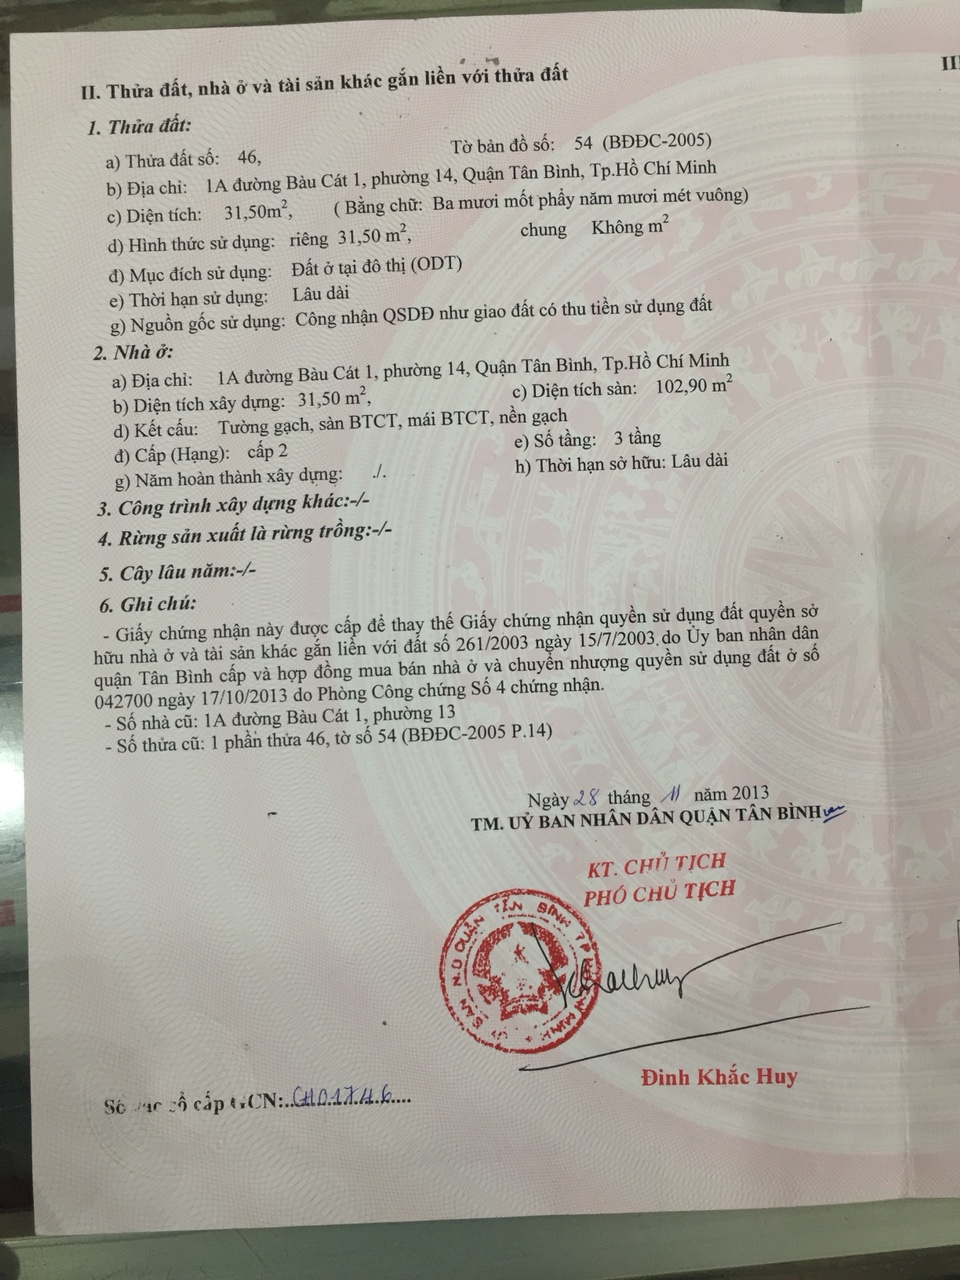 II. Thửa đất, nhà ở và tài sản khác gắn liền với thửa đất
III
1. Thửa đất:
a) Thửa đất số: 46, Tờ bản đồ số: 54 (BĐĐC-2005)
b) Địa chỉ: 1A đường Bàu Cát 1, phường 14, Quận Tân Bình, Tp.Hồ Chí Minh
c) Diện tích: 31,50m², ( Bằng chữ: Ba mươi mốt phẩy năm mươi mét vuông)
d) Hình thức sử dụng: riêng 31,50 m², chung Không m²
đ) Mục đích sử dụng: Đất ở tại đô thị (ODT)
e) Thời hạn sử dụng: Lâu dài
g) Nguồn gốc sử dụng: Công nhận QSDĐ như giao đất có thu tiền sử dụng đất
2. Nhà ở:
a) Địa chỉ: 1A đường Bàu Cát 1, phường 14, Quận Tân Bình, Tp.Hồ Chí Minh
b) Diện tích xây dựng: 31,50 m², c) Diện tích sàn: 102,90 m²
d) Kết cấu: Tường gạch, sàn BTCT, mái BTCT, nền gạch
đ) Cấp (Hạng): cấp 2 e) Số tầng: 3 tầng
g) Năm hoàn thành xây dựng: ./. h) Thời hạn sở hữu: Lâu dài
3. Công trình xây dựng khác:-/-
4. Rừng sản xuất là rừng trồng:-/-
5. Cây lâu năm:-/-
6. Ghi chú:
- Giấy chứng nhận này được cấp để thay thế Giấy chứng nhận quyền sử dụng đất quyền sở
hữu nhà ở và tài sản khác gắn liền với đất số 261/2003 ngày 15/7/2003.do Ủy ban nhân dân
quận Tân Bình cấp và hợp đồng mua bán nhà ở và chuyển nhượng quyền sử dụng đất ở số
042700 ngày 17/10/2013 do Phòng Công chứng Số 4 chứng nhận.
- Số nhà cũ: 1A đường Bàu Cát 1, phường 13
- Số thửa cũ: 1 phần thửa 46, tờ số 54 (BĐĐC-2005 P.14)
Ngày 28 tháng 11 năm 2013
TM. UỶ BAN NHÂN DÂN QUẬN TÂN BÌNH
KT. CHỦ TỊCH
PHÓ CHỦ TỊCH
BAN N.D QUẬN TÂN BÌNH TP
Đinh Khắc Huy
Số vào sổ cấp GCN:..CH01746....